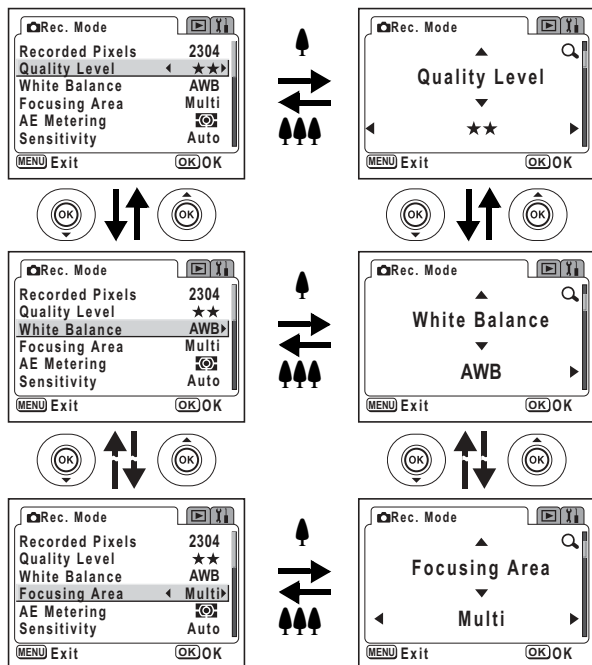 Rec. Mode
Recorded Pixels 2304
Quality Level ★★
White Balance AWB
Focusing Area Multi
AE Metering
Sensitivity Auto
MENU Exit OK OK
Rec. Mode
Quality Level
★★
MENU Exit OK OK
OK OK
OK OK
Rec. Mode
Recorded Pixels 2304
Quality Level ★★
White Balance AWB
Focusing Area Multi
AE Metering
Sensitivity Auto
MENU Exit OK OK
Rec. Mode
White Balance
AWB
MENU Exit OK OK
OK OK
OK OK
Rec. Mode
Recorded Pixels 2304
Quality Level ★★
White Balance AWB
Focusing Area Multi
AE Metering
Sensitivity Auto
MENU Exit OK OK
Rec. Mode
Focusing Area
Multi
MENU Exit OK OK